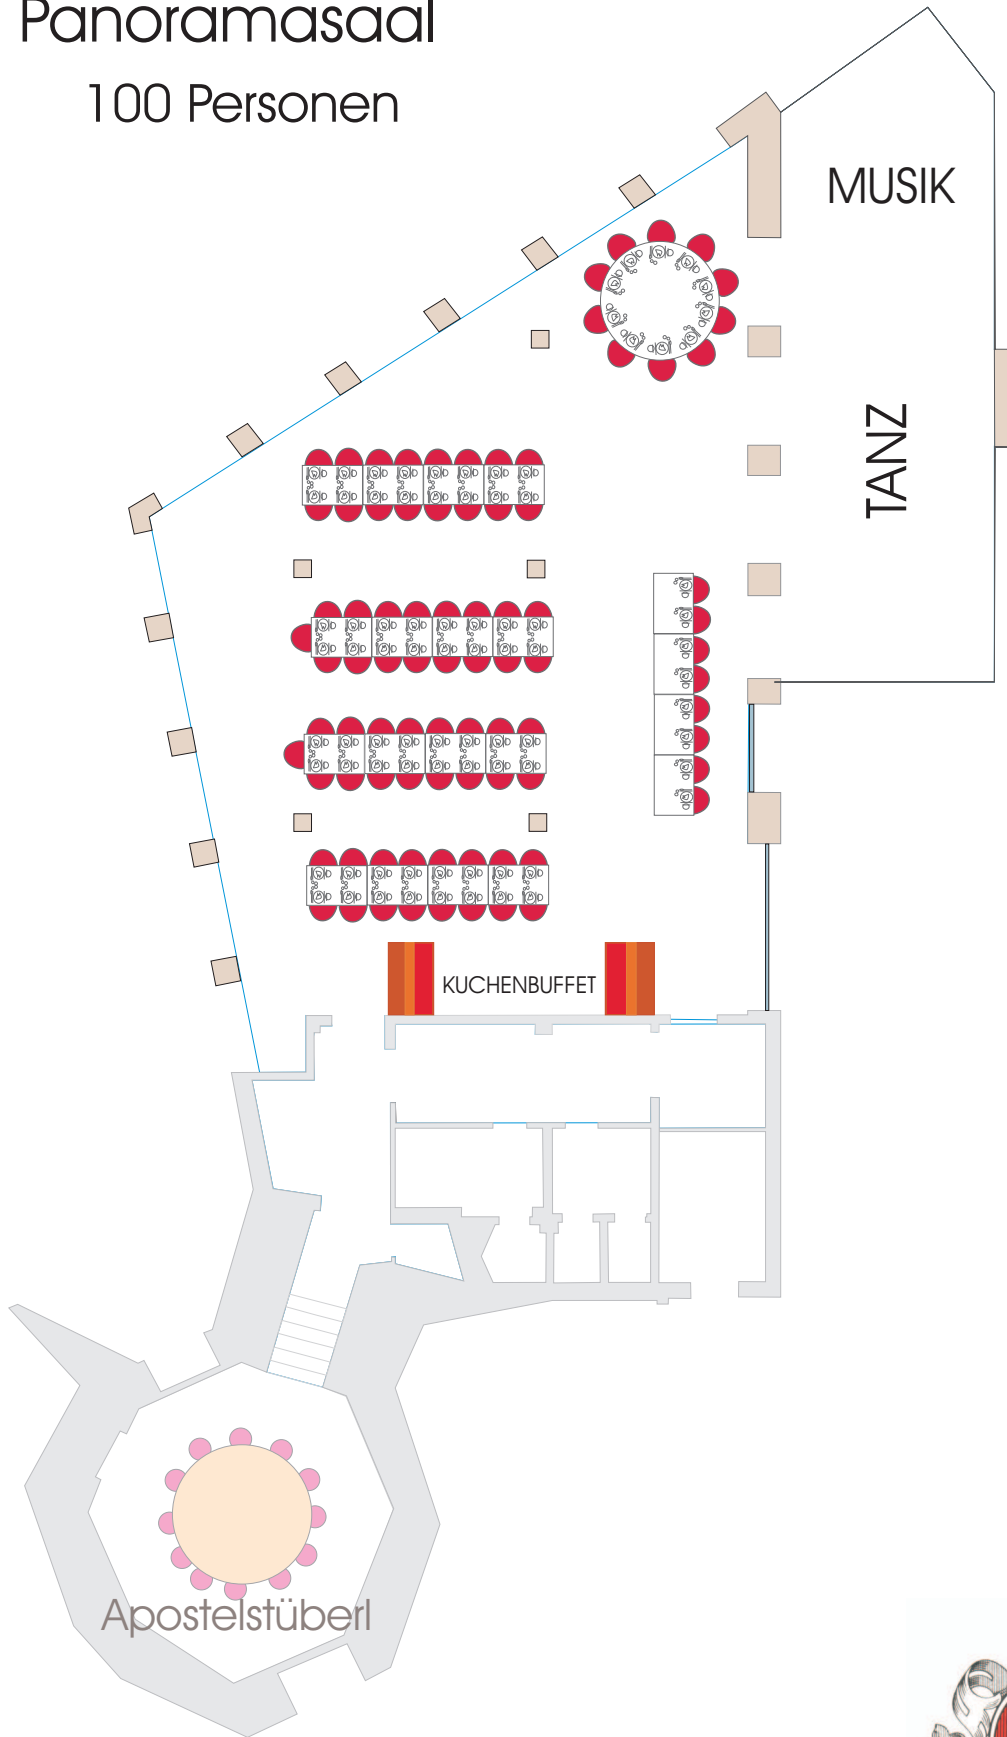 Panoramasaal
100 Personen
MUSIK
TANZ
KUCHENBUFFET
Apostelstüberl